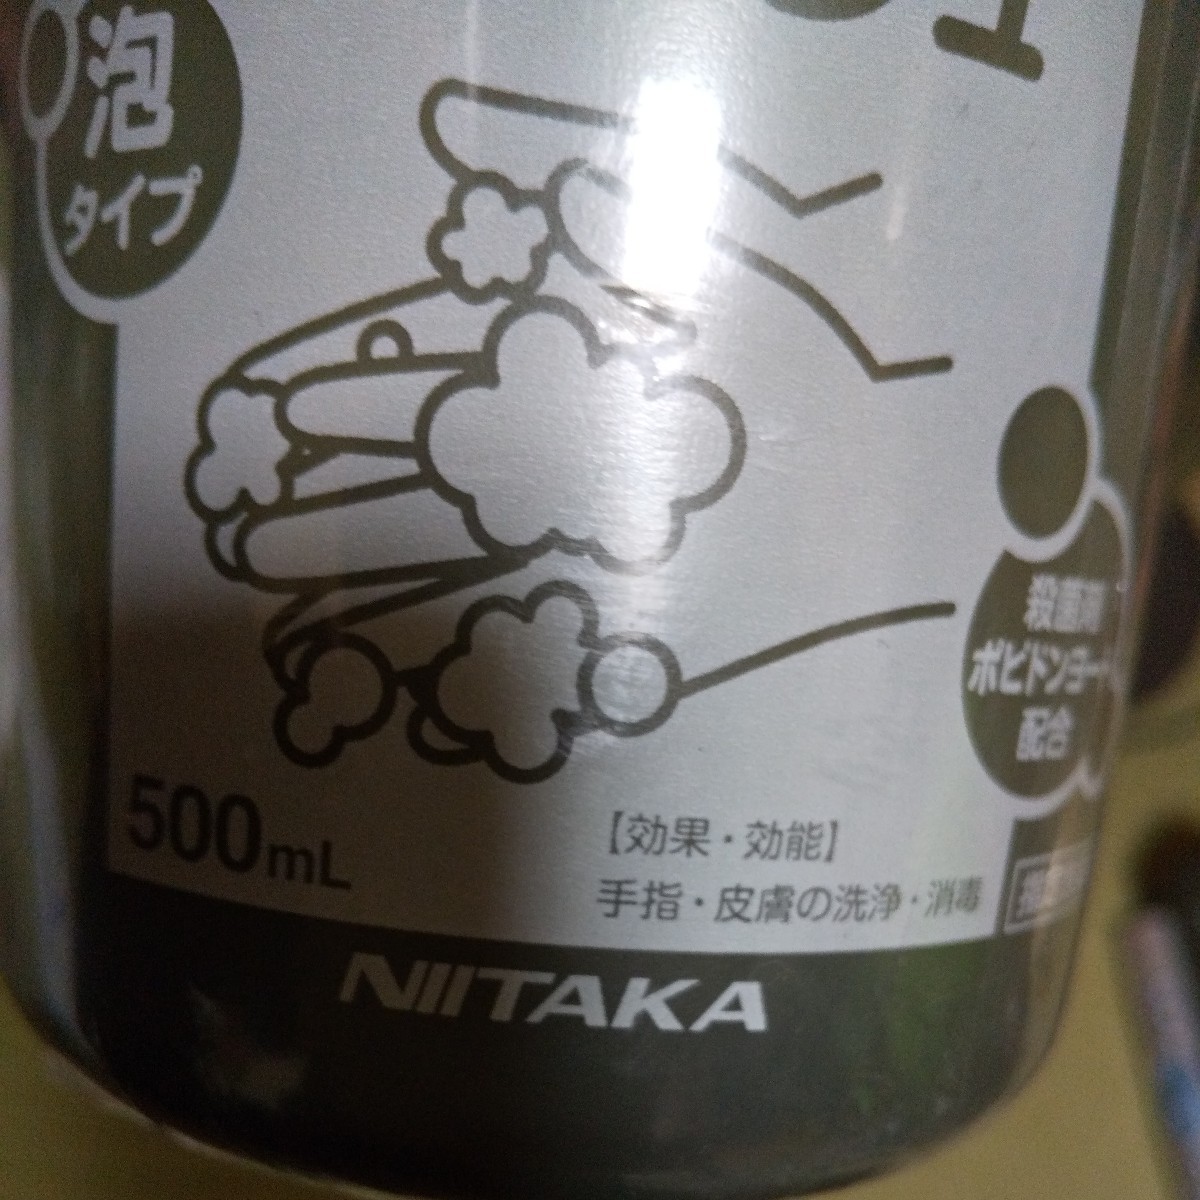 泡
タイプ
殺菌剤
ポビドンヨー
配合
500mL
【効果・効能】
手指・皮膚の洗浄・消毒
NIITAKA